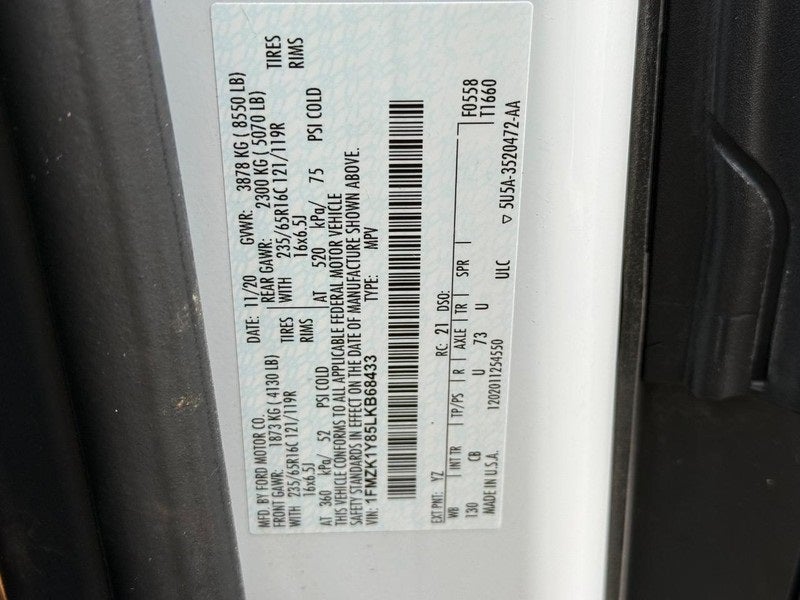 MFD. BY FORD MOTOR CO. DATE: 11/20 GVWR: 3878 KG ( 8550 LB)
FRONT GAWR: 1873 KG ( 4130 LB) REAR GAWR: 2300 KG ( 5070 LB)
WITH 235/65R16C 121/119R TIRES WITH 235/65R16C 121/119R TIRES
16x6.5J RIMS 16x6.5J RIMS
AT 360 kPa/ 52 PSI COLD AT 520 kPa/ 75 PSI COLD
THIS VEHICLE CONFORMS TO ALL APPLICABLE FEDERAL MOTOR VEHICLE
SAFETY STANDARDS IN EFFECT ON THE DATE OF MANUFACTURE SHOWN ABOVE.
VIN: 1FMZK1Y85LKB68433 TYPE: MPV
EXT PNT: YZ RC: 21 DSO: F0558
WB INT TR TP/PS R AXLE TR SPR T1660
130 CB U 73 U
MADE IN U.S.A. 1202011254550 ULC ▽ 5U5A-3520472-AA